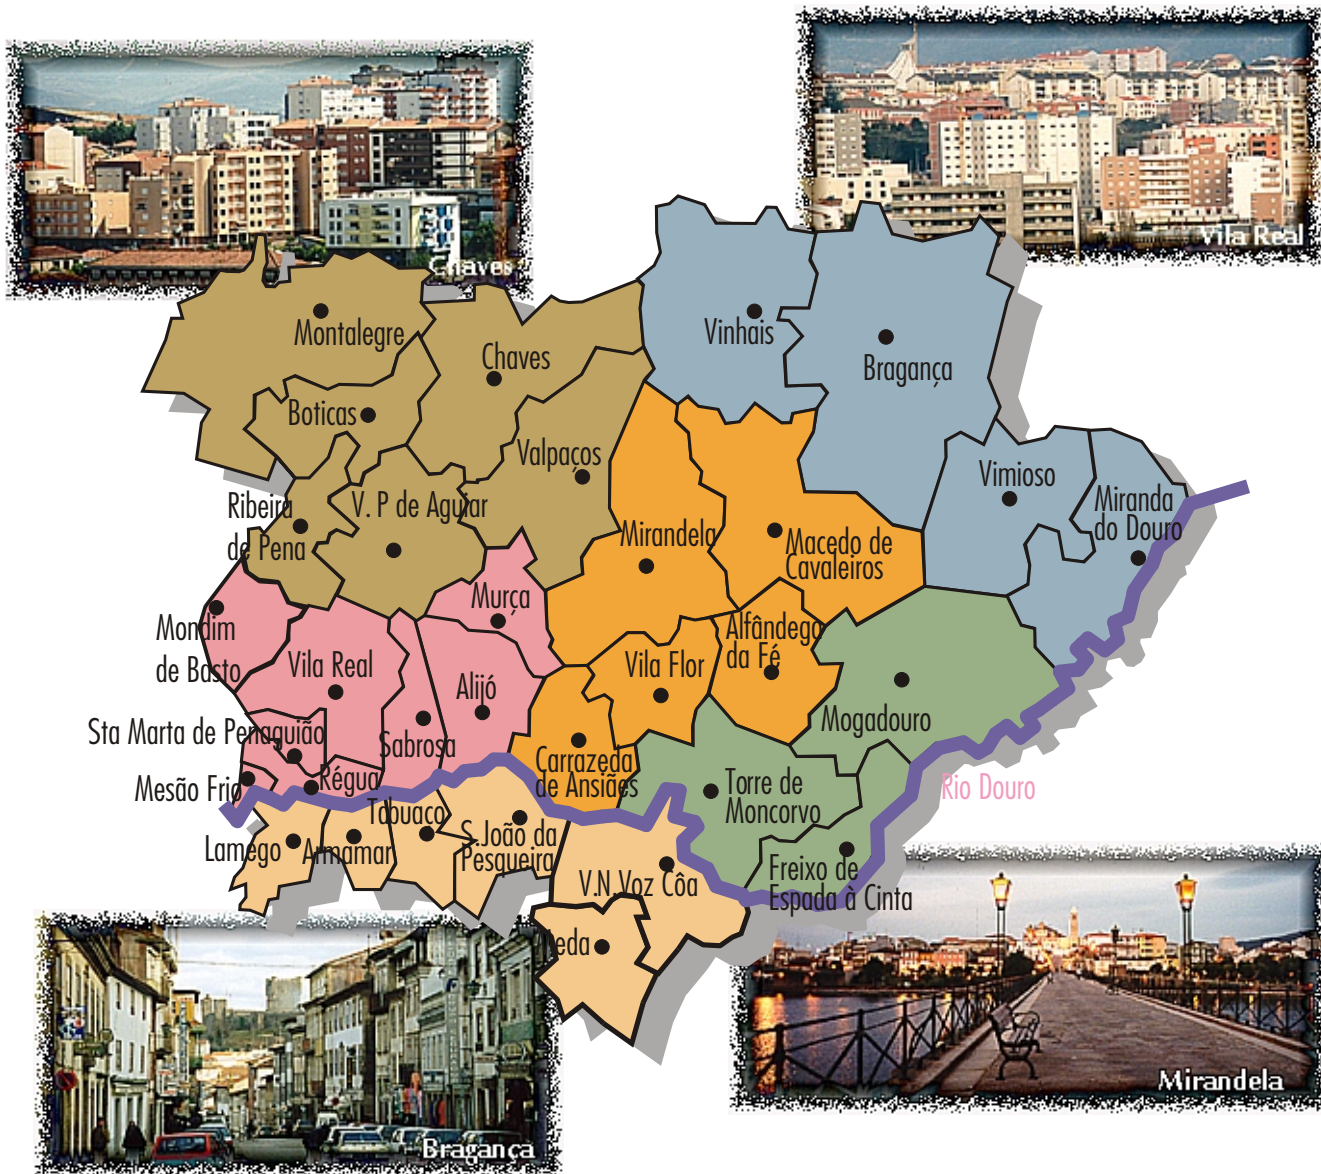 Chaves
Vila Real
Montalegre
Vinhais
Bragança
Chaves
Boticas
Valpaços
Vimioso
Miranda
do Douro
Ribeira
de Pena
V. P de Aguiar
Mirandela
Macedo de
Cavaleiros
Murça
Mondim
de Basto
Vila Real
Alijó
Vila Flor
Alfândega
da Fé
Mogadouro
Sta Marta de Penaguião
Sabrosa
Carrazeda
de Ansiães
Mesão Frio
Régua
Torre de
Moncorvo
Rio Douro
Tabuaço
Lamego
Armamar
S.João da
Pesqueira
V.N.Voz Côa
Freixo de
Espada à Cinta
Meda
Mirandela
Bragança